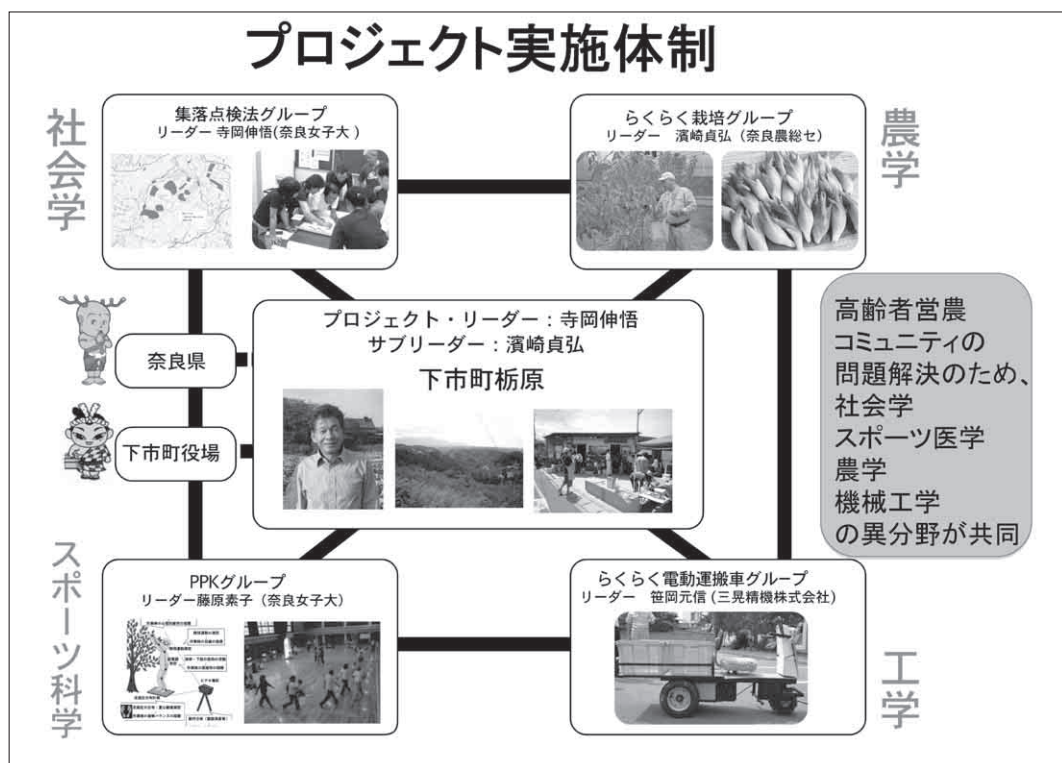 プロジェクト実施体制
社会学
集落点検法グループ
リーダー 寺岡伸悟(奈良女子大 )
らくらく栽培グループ
リーダー 濱崎貞弘（奈良農総セ）
農学
奈良県
下市町役場
プロジェクト・リーダー：寺岡伸悟
サブリーダー：濱崎貞弘
下市町栃原
高齢者営農
コミュニティの
問題解決のため、
社会学
スポーツ医学
農学
機械工学
の異分野が共同
スポーツ科学
PPKグループ
リーダー藤原素子（奈良女子大）
らくらく電動運搬車グループ
リーダー 笹岡元信 (三晃精機株式会社)
工学